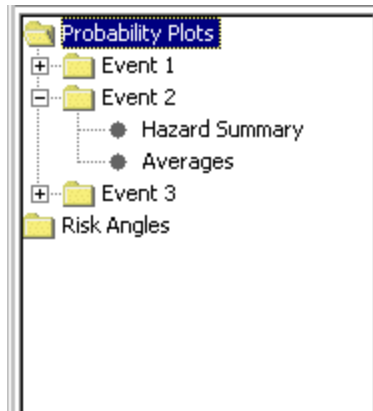 Probability Plots
Event 1
Event 2
Hazard Summary
Averages
Event 3
Risk Angles